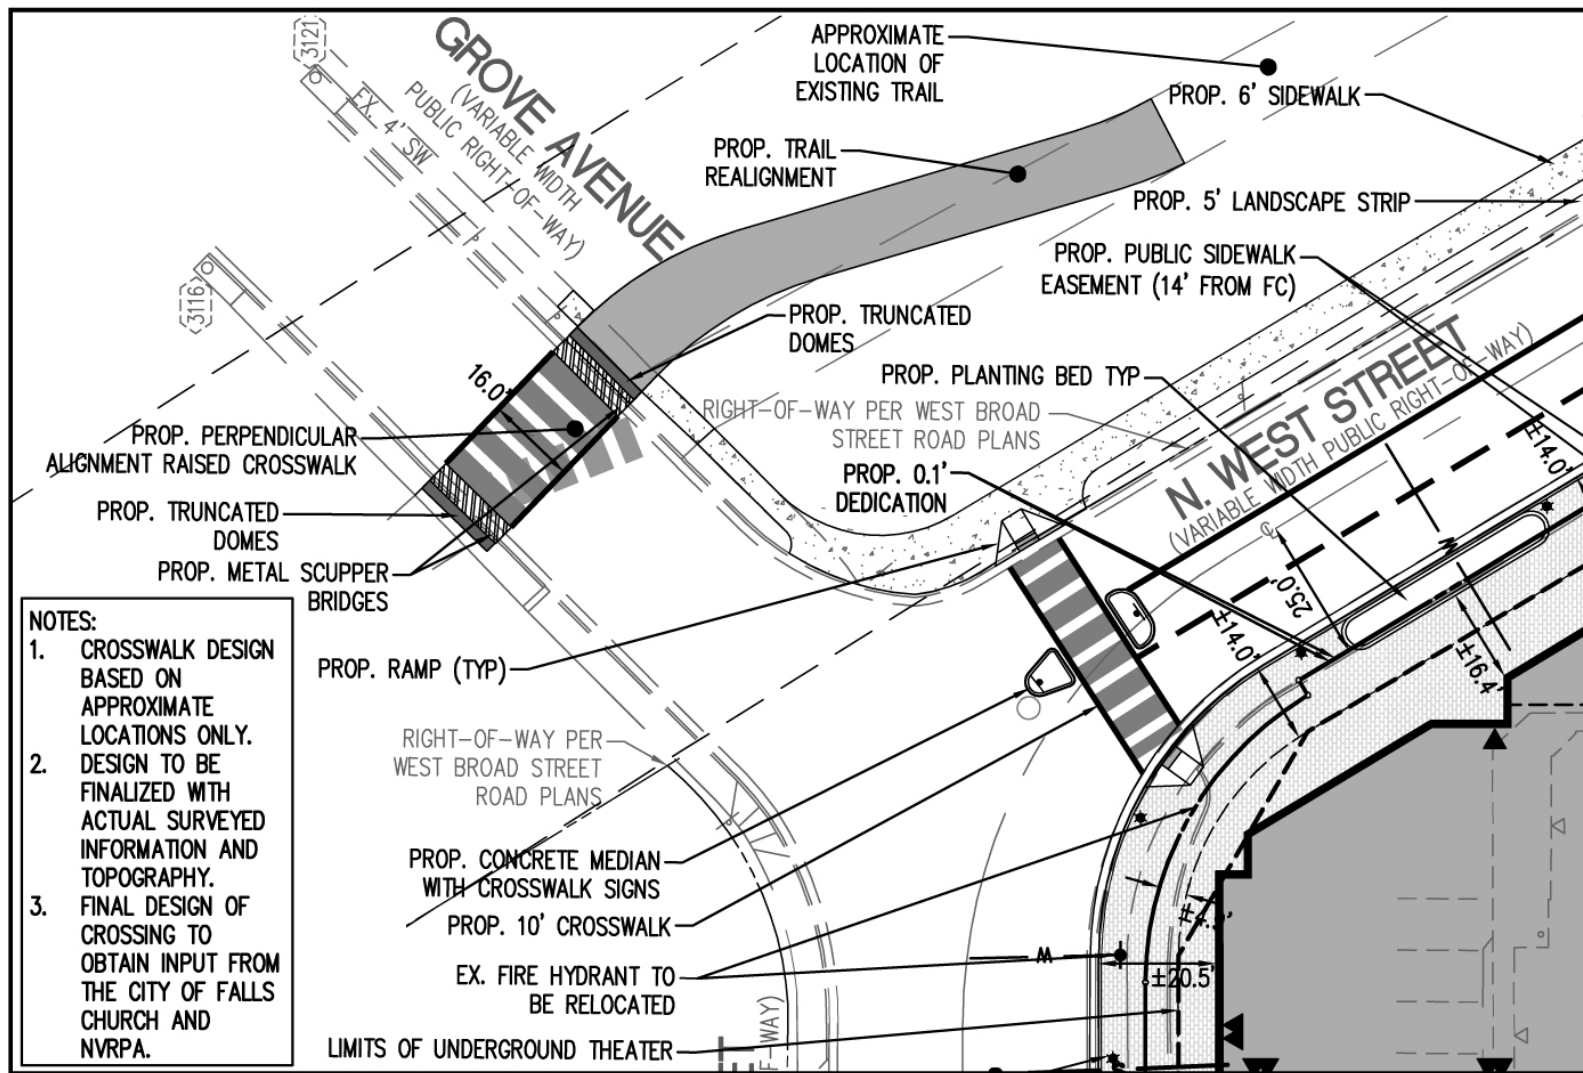 3121
EX. 4' SW
GROVE AVENUE
(VARIABLE WIDTH
PUBLIC RIGHT-OF-WAY)
3116
APPROXIMATE
LOCATION OF
EXISTING TRAIL
PROP. 6' SIDEWALK
PROP. TRAIL
REALIGNMENT
PROP. 5' LANDSCAPE STRIP
PROP. PUBLIC SIDEWALK
EASEMENT (14' FROM FC)
PROP. TRUNCATED
DOMES
PROP. PLANTING BED TYP
RIGHT-OF-WAY PER WEST BROAD
STREET ROAD PLANS
N. WEST STREET
(VARIABLE WIDTH PUBLIC RIGHT-OF-WAY)
16.0'
PROP. PERPENDICULAR
ALIGNMENT RAISED CROSSWALK
PROP. 0.1'
DEDICATION
±14.0'
PROP. TRUNCATED
DOMES
PROP. METAL SCUPPER
BRIDGES
W
25.0'
±14.0'
±16.4'
PROP. RAMP (TYP)
NOTES:
1. CROSSWALK DESIGN
BASED ON
APPROXIMATE
LOCATIONS ONLY.
2. DESIGN TO BE
FINALIZED WITH
ACTUAL SURVEYED
INFORMATION AND
TOPOGRAPHY.
3. FINAL DESIGN OF
CROSSING TO
OBTAIN INPUT FROM
THE CITY OF FALLS
CHURCH AND
NVRPA.
RIGHT-OF-WAY PER
WEST BROAD STREET
ROAD PLANS
PROP. CONCRETE MEDIAN
WITH CROSSWALK SIGNS
PROP. 10' CROSSWALK
EX. FIRE HYDRANT TO
BE RELOCATED
W
±20.5'
LIMITS OF UNDERGROUND THEATER
F-WAY)